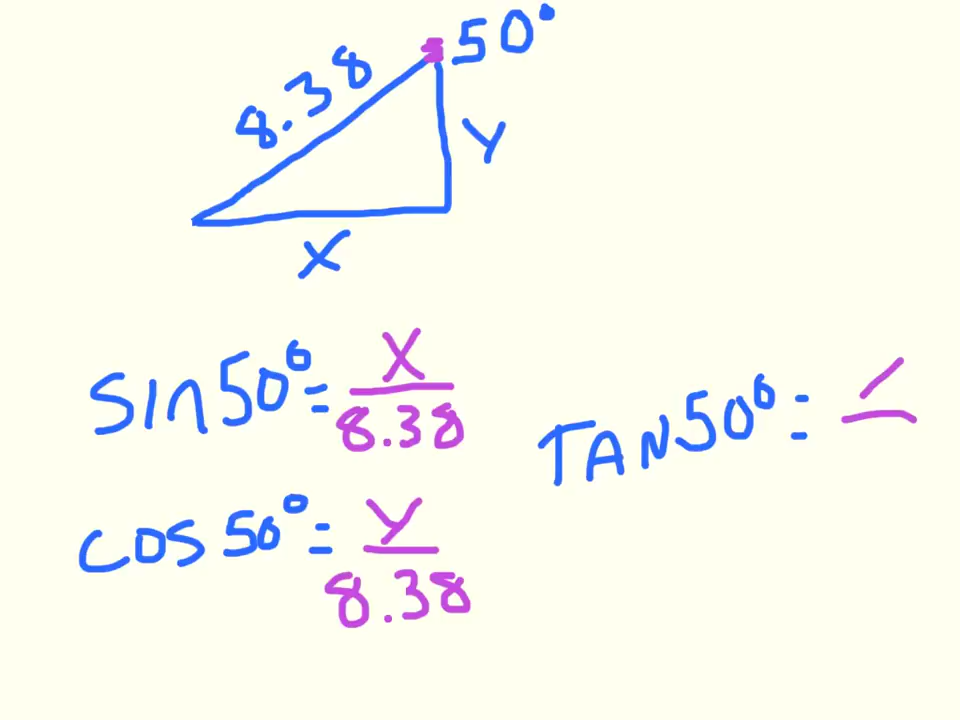 50°
8.38
Y
X
sin50° = X/8.38
TAN50° =
cos 50° = Y/8.38